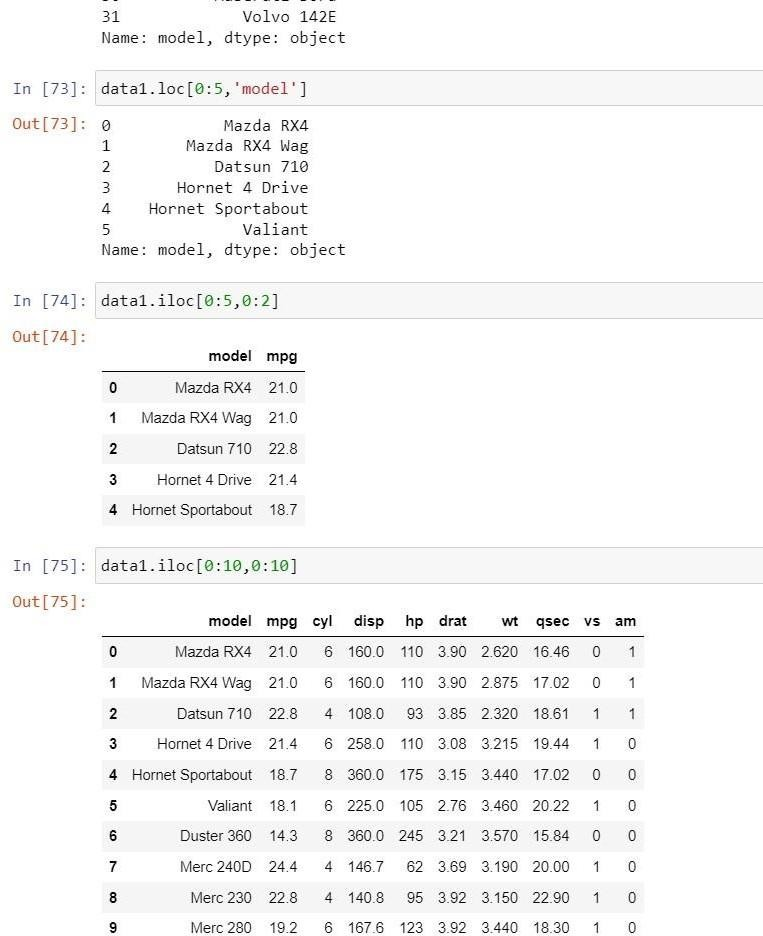 31 Volvo 142E
Name: model, dtype: object
In [73]: data1.loc[0:5,'model']
Out[73]: 0 Mazda RX4
1 Mazda RX4 Wag
2 Datsun 710
3 Hornet 4 Drive
4 Hornet Sportabout
5 Valiant
Name: model, dtype: object
In [74]: data1.iloc[0:5,0:2]
Out[74]:
model mpg
0 Mazda RX4 21.0
1 Mazda RX4 Wag 21.0
2 Datsun 710 22.8
3 Hornet 4 Drive 21.4
4 Hornet Sportabout 18.7
In [75]: data1.iloc[0:10,0:10]
Out[75]:
model mpg cyl disp hp drat wt qsec vs am
0 Mazda RX4 21.0 6 160.0 110 3.90 2.620 16.46 0 1
1 Mazda RX4 Wag 21.0 6 160.0 110 3.90 2.875 17.02 0 1
2 Datsun 710 22.8 4 108.0 93 3.85 2.320 18.61 1 1
3 Hornet 4 Drive 21.4 6 258.0 110 3.08 3.215 19.44 1 0
4 Hornet Sportabout 18.7 8 360.0 175 3.15 3.440 17.02 0 0
5 Valiant 18.1 6 225.0 105 2.76 3.460 20.22 1 0
6 Duster 360 14.3 8 360.0 245 3.21 3.570 15.84 0 0
7 Merc 240D 24.4 4 146.7 62 3.69 3.190 20.00 1 0
8 Merc 230 22.8 4 140.8 95 3.92 3.150 22.90 1 0
9 Merc 280 19.2 6 167.6 123 3.92 3.440 18.30 1 0